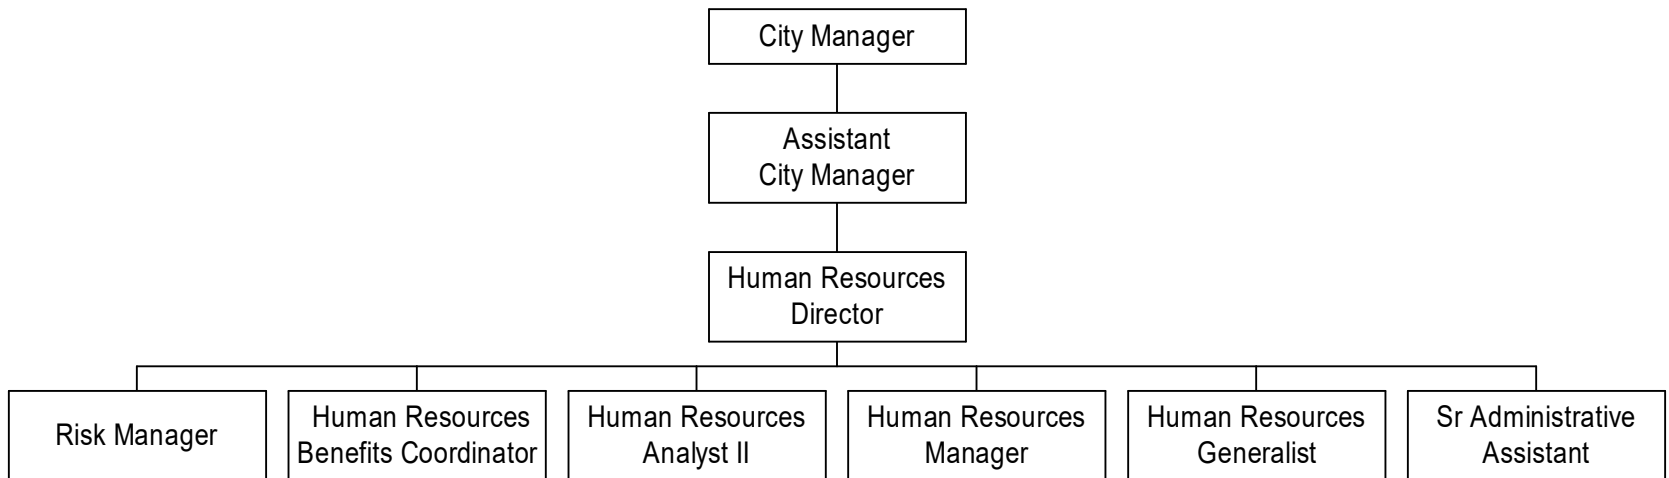 City Manager
Assistant
City Manager
Human Resources
Director
Risk Manager
Human Resources
Benefits Coordinator
Human Resources
Analyst II
Human Resources
Manager
Human Resources
Generalist
Sr Administrative
Assistant